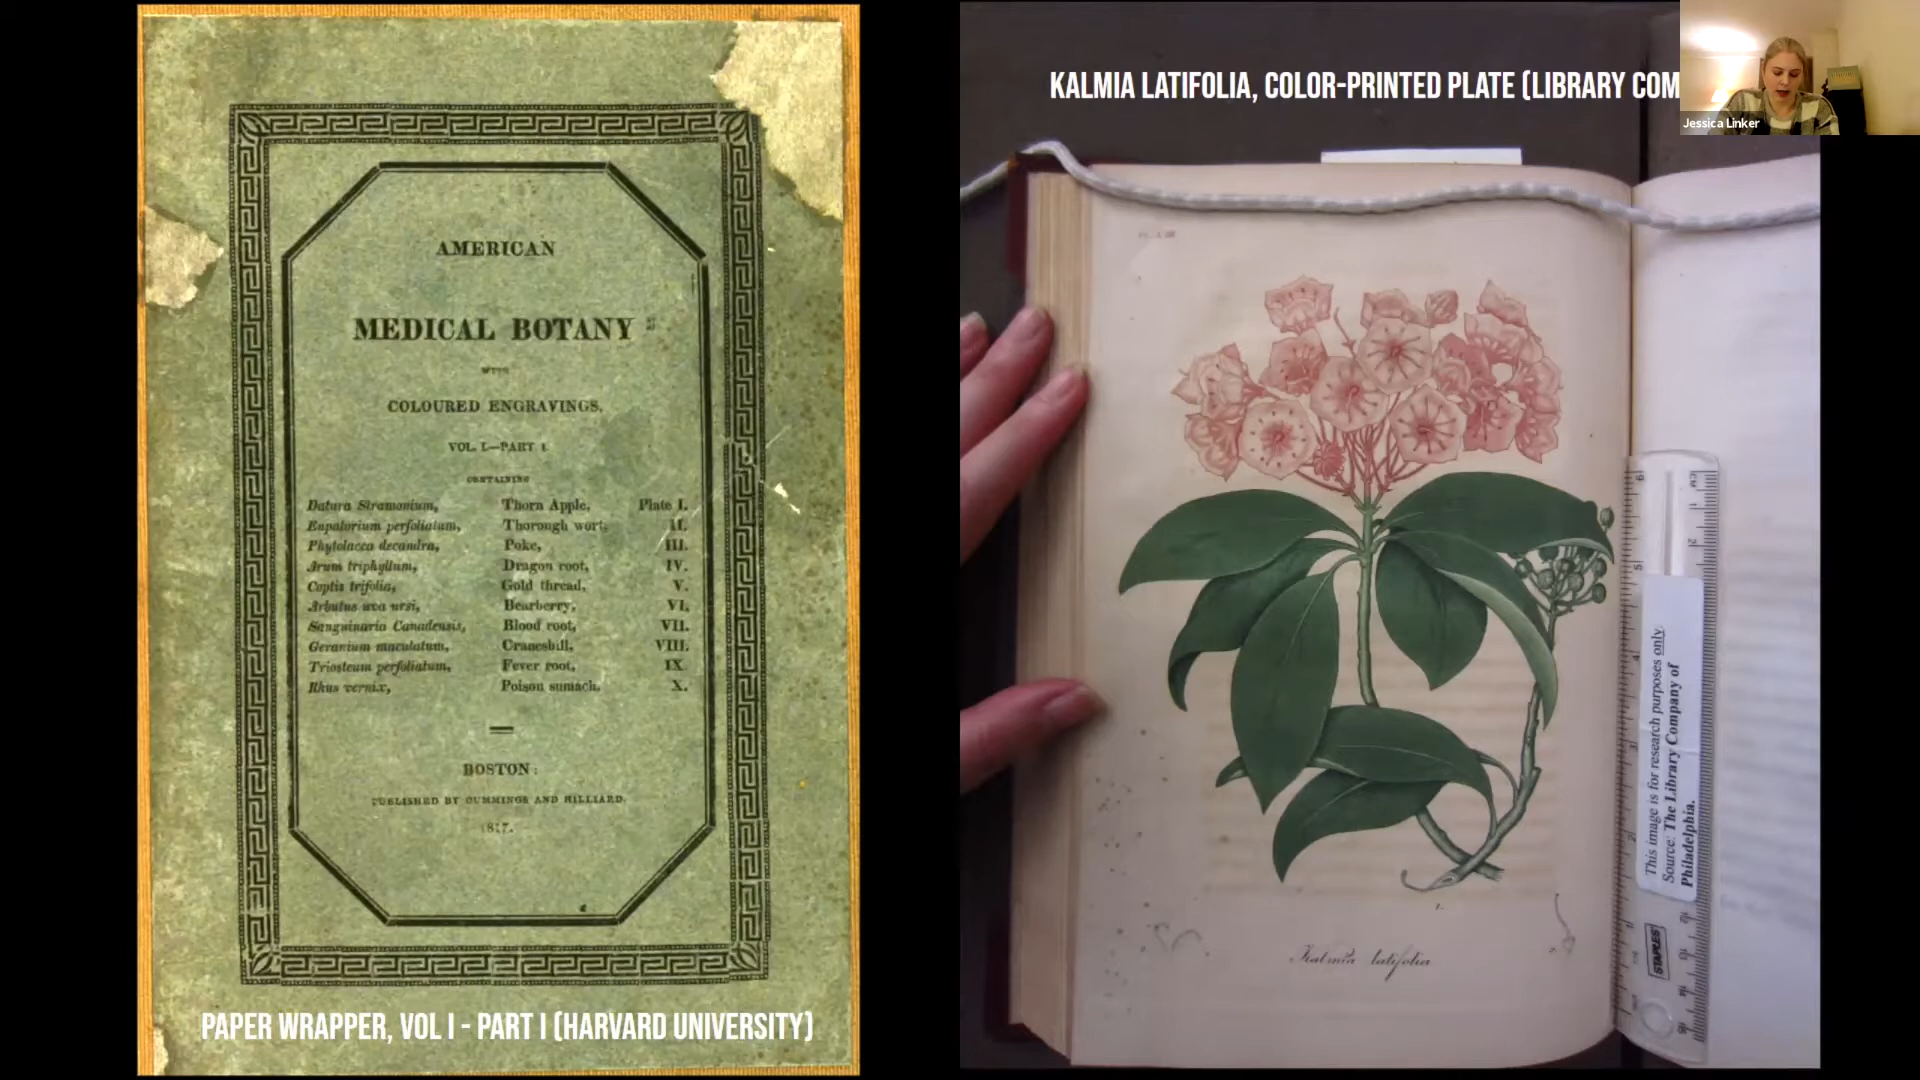 AMERICAN
MEDICAL BOTANY
WITH
COLOURED ENGRAVINGS.
VOL. I.—PART I.
CONTAINING
Datura Stramonium, Thorn Apple, Plate I.
Eupatorium perfoliatum, Thorough wort, II.
Phytolacca decandra, Poke, III.
Arum triphyllum, Dragon root, IV.
Coptis trifolia, Gold thread, V.
Arbutus uva ursi, Bearberry, VI.
Sanguinaria Canadensis, Blood root, VII.
Geranium maculatum, Cranesbill, VIII.
Triosteum perfoliatum, Fever root, IX.
Rhus vernix, Poison sumach, X.
BOSTON:
PUBLISHED BY CUMMINGS AND HILLIARD.
1817.
PAPER WRAPPER, VOL I - PART I (HARVARD UNIVERSITY)
KALMIA LATIFOLIA, COLOR-PRINTED PLATE (LIBRARY COM
Jessica Linker
Kalmia latifolia
This image is for research purposes only.
Source: The Library Company of
Philadelphia.
STAPLES